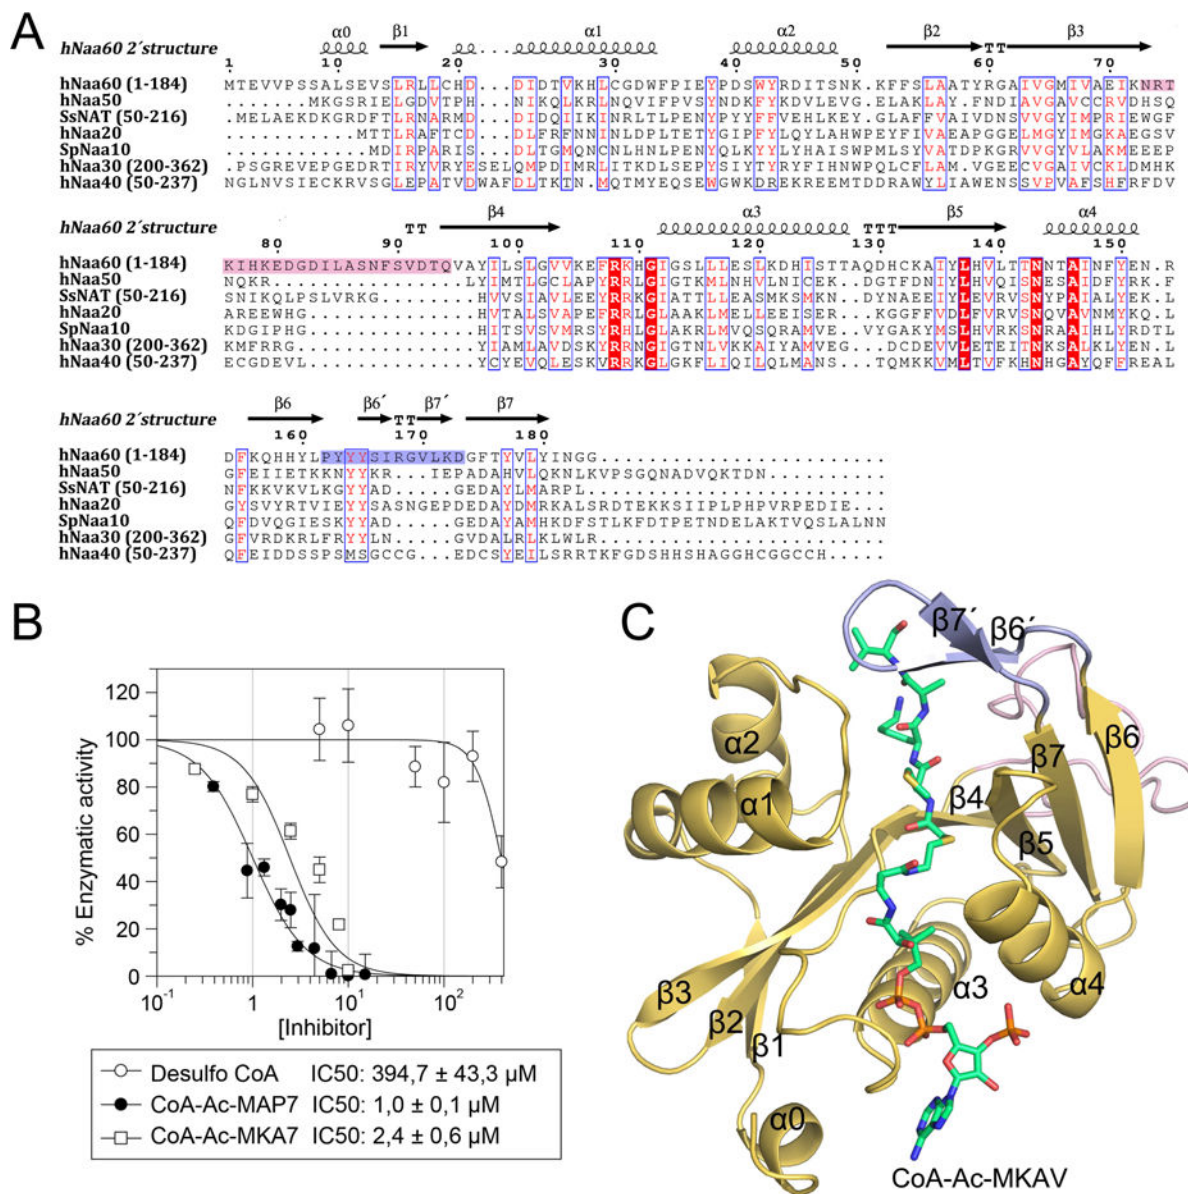 A
α0 β1 α1 α2 β2 β3
hNaa60 2´structure TT
1 10 20 30 40 50 60 70
hNaa60 (1-184) MTEVVPSSALSEVSLRLLCHD...DIDTVKHLCGDWFPIEYPDSWYRDITSNK.KFFSLAATYRGAIVGMIVAEIKNRT
hNaa50 .........MKGSRIELGDVTPH...NIKQLKRLNQVIFPVSYNDKFYKDVLEVG.ELAKLAYF.NDIAVGAVCCRVDHSQ
SsNAT (50-216) ....MELAEKDKGRDFTLRNARMD...DIDQIIKINRLTLPENYPYYFFVEHLKEY.GLAFFVAIV.DNSVVGYIMPRIEWGF
hNaa20 ............MTTLRAFTCD...DLFRFNNINLDPLTETYGIPFYLQYLAHWPEYFIVAEAPGGELMGYIMGKAEGSV
SpNaa10 ............MDIRPARIS...DLTGMQNCNLHNLPENYQLKYYLYHAISWPMLSYVATDPKGRVVGYVLAKMEEEP
hNaa30 (200-362) .PSGREVEPGEDRTIRYVRYESELQMPDIMRLITKDLSEPYSIYTYRYFIHNWPQLCFLAM.VGEECVGAIVCKLDMHK
hNaa40 (50-237) NGLNVSIECKRVSGLEPATVDWAFDLTKTN.MQTMYEQSEWGWKDREKREEMTDDRAWYLIAWENSSVPVAFSHFRFDV
β4 α3 β5 α4
hNaa60 2´structure TT TTT
80 90 100 110 120 130 140 150
hNaa60 (1-184) KIHKEDGDILASNFSVDTQVAYILSLGVVKEFRKHGIGSLLLESLKDHISTTAQDHCKAIYLHVLTTNNTAINFYEN.R
hNaa50 NQKR...............LYIMTLGCLAPYRRLGIGTKMLNHVLNICEK...DGTFDNIYLHVQISNESAIDFYRK.F
SsNAT (50-216) SNIKQLPSLVRKG......HVVSIAVLEEYRRKGIATTLLEASMKSMKN...DYNAEEIYLEVRVSNYPAIALYEK.L
hNaa20 AREEWHG............HVTALSVAPEFRRLGLAAKLMELLEEISER...KGGFFVDLFVRVSNQVAVNMYKQ.L
SpNaa10 KDGIPHG............HITSVSVMRSYRHLGLAKRLMVQSQRAMVE...VYGAKYMSLHVRKSNRAAIHLYRDTL
hNaa30 (200-362) KMFRRG.............YIAMLAVDSKYRRNGIGTNLVKKAIYAMVEG...DCDEVVLETEITNKSALKLYEN.L
hNaa40 (50-237) ECGDEVL............YCYEVQLESKVRRKGLGKFLIQILQLMANS...TQMKKVMLTVFKHNHGAYQFFREAL
β6 β6´ β7´ β7
hNaa60 2´structure TT
160 170 180
hNaa60 (1-184) DFKQHHYLPYYYSIRGVLKDGFTYVLYINGG........................
hNaa50 GFEIIETKKNYYKR...IEPADAHVLQKNLKVPSGQNADVQKTDN..........
SsNAT (50-216) NFKKVKVLKGYYAD....GEDAYLMARPL..........................
hNaa20 GYSVYRTVIEYYSASNGEPDEDAYDMRKALSRDTEKKSIIPLPHPVRPEDIE...
SpNaa10 QFDVQGIESKYYAD....GEDAYAMHKDFSTLKFDTPETNDELAKTVQSLALNN
hNaa30 (200-362) GFVRDKRLFRYYLN....GVDALRLKLWLR.........................
hNaa40 (50-237) QFEIDDSSPSMSGCCG..EDCSYEILSRRTKFGDSHHSHAGGHCGGCCH......
B
% Enzymatic activity
120
100
80
60
40
20
0
10-1 1 10 10²
[Inhibitor]
Desulfo CoA IC50: 394,7 ± 43,3 µM
CoA-Ac-MAP7 IC50: 1,0 ± 0,1 µM
CoA-Ac-MKA7 IC50: 2,4 ± 0,6 µM
C
β7´
β6´
α2
β6
β7
α1
β4
β5
β3
α3
α4
β2
β1
α0
CoA-Ac-MKAV